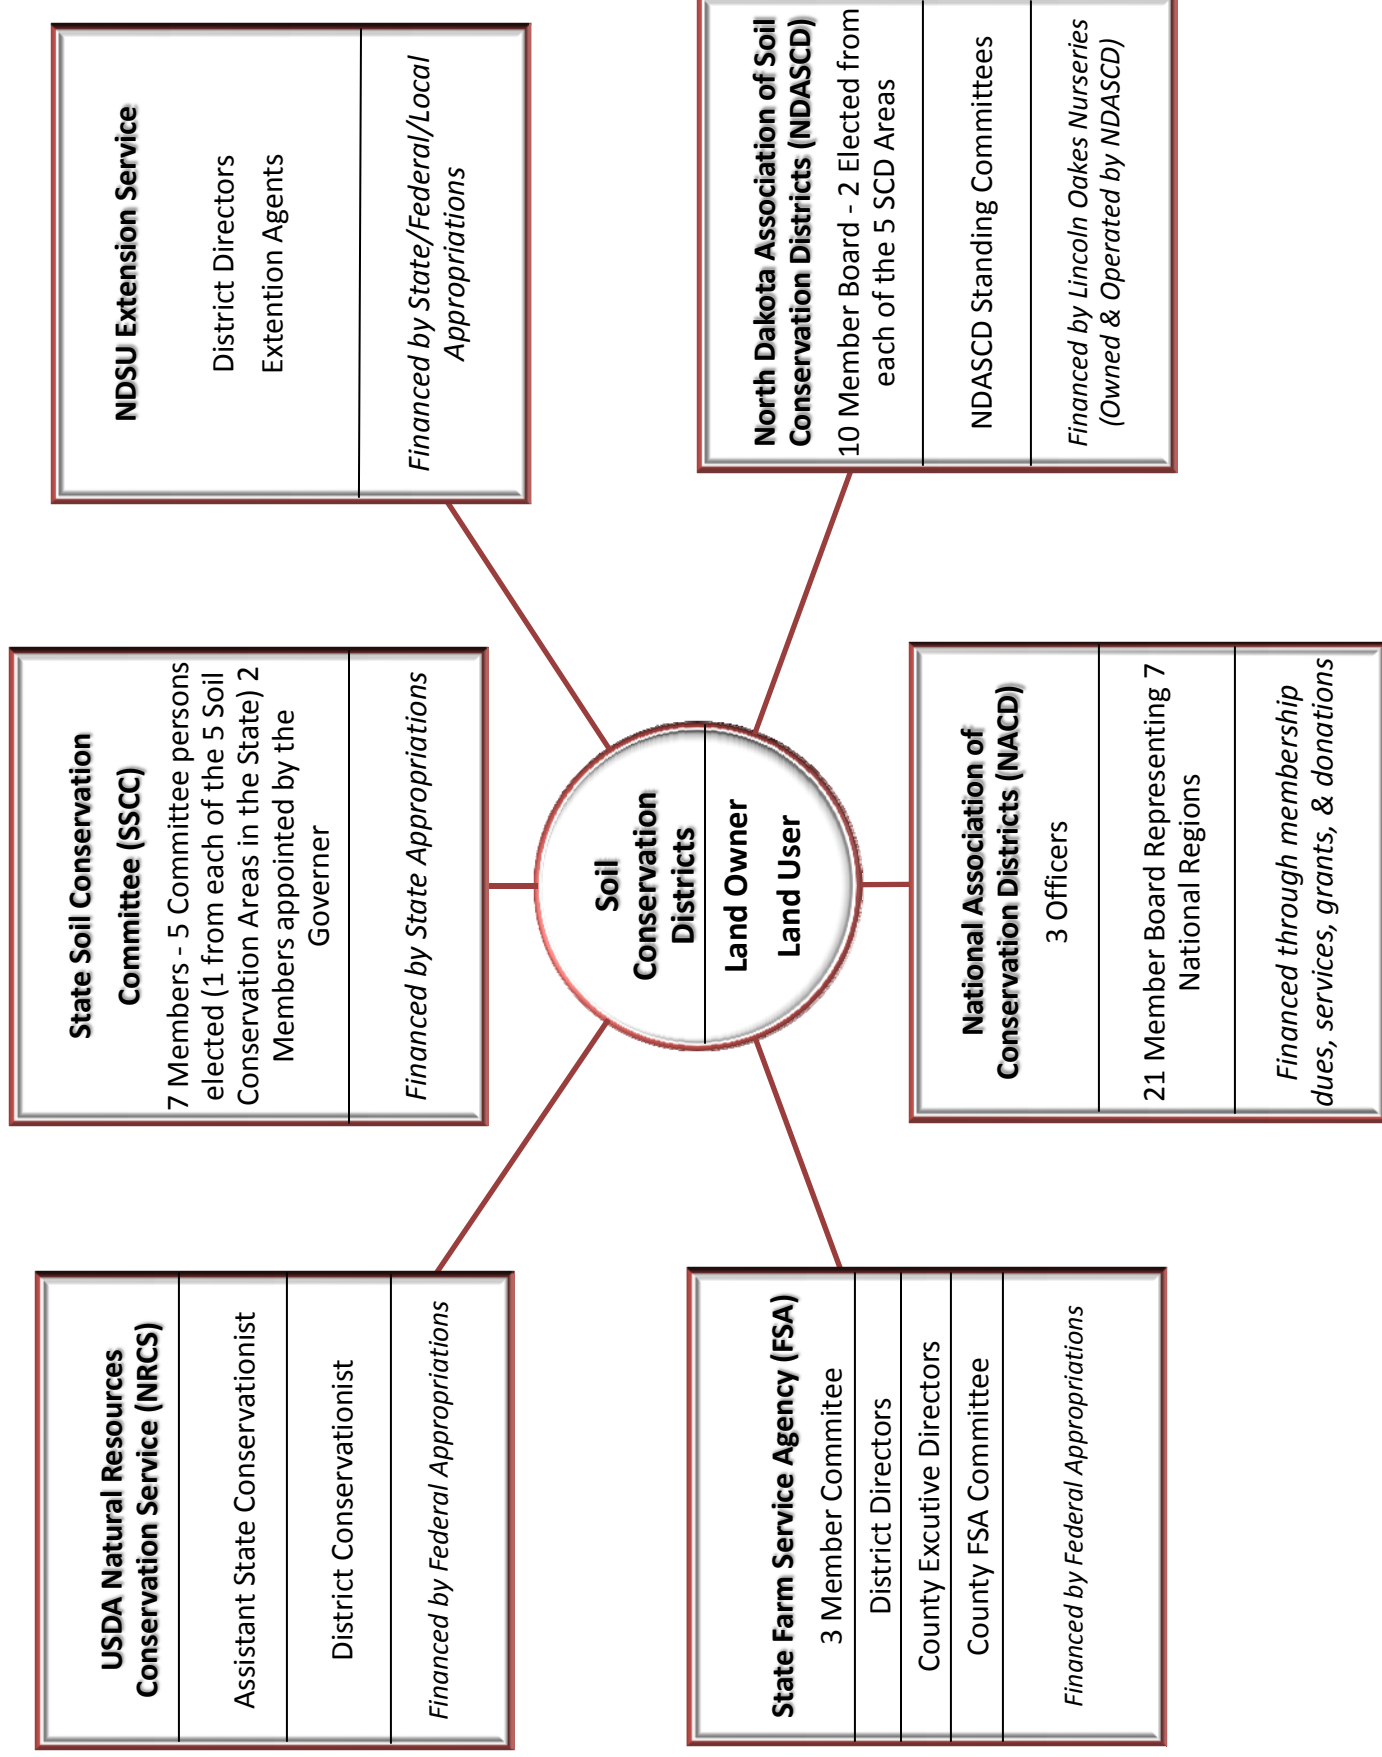 USDA Natural Resources
Conservation Service (NRCS)
Assistant State Conservationist
District Conservationist
Financed by Federal Appropriations
State Soil Conservation
Committee (SSCC)
7 Members - 5 Committee persons
elected (1 from each of the 5 Soil
Conservation Areas in the State) 2
Members appointed by the
Governer
Financed by State Appropriations
NDSU Extension Service
District Directors
Extention Agents
Financed by State/Federal/Local
Appropriations
Soil
Conservation
Districts
Land Owner
Land User
State Farm Service Agency (FSA)
3 Member Commitee
District Directors
County Excutive Directors
County FSA Committee
Financed by Federal Appropriations
National Association of
Conservation Districts (NACD)
3 Officers
21 Member Board Representing 7
National Regions
Financed through membership
dues, services, grants, & donations
North Dakota Association of Soil
Conservation Districts (NDASCD)
10 Member Board - 2 Elected from
each of the 5 SCD Areas
NDASCD Standing Committees
Financed by Lincoln Oakes Nurseries
(Owned & Operated by NDASCD)